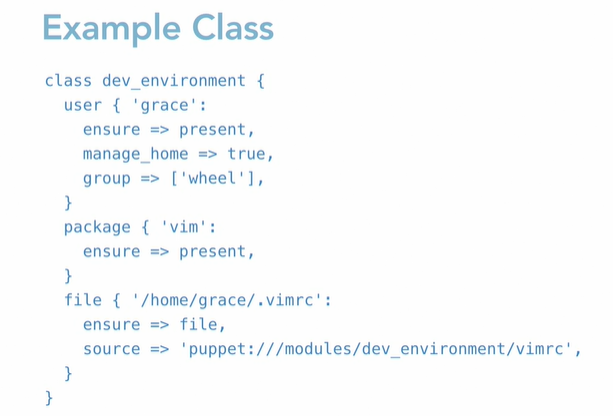 Example Class
class dev_environment {
  user { 'grace':
    ensure => present,
    manage_home => true,
    group => ['wheel'],
  }
  package { 'vim':
    ensure => present,
  }
  file { '/home/grace/.vimrc':
    ensure => file,
    source => 'puppet:///modules/dev_environment/vimrc',
  }
}